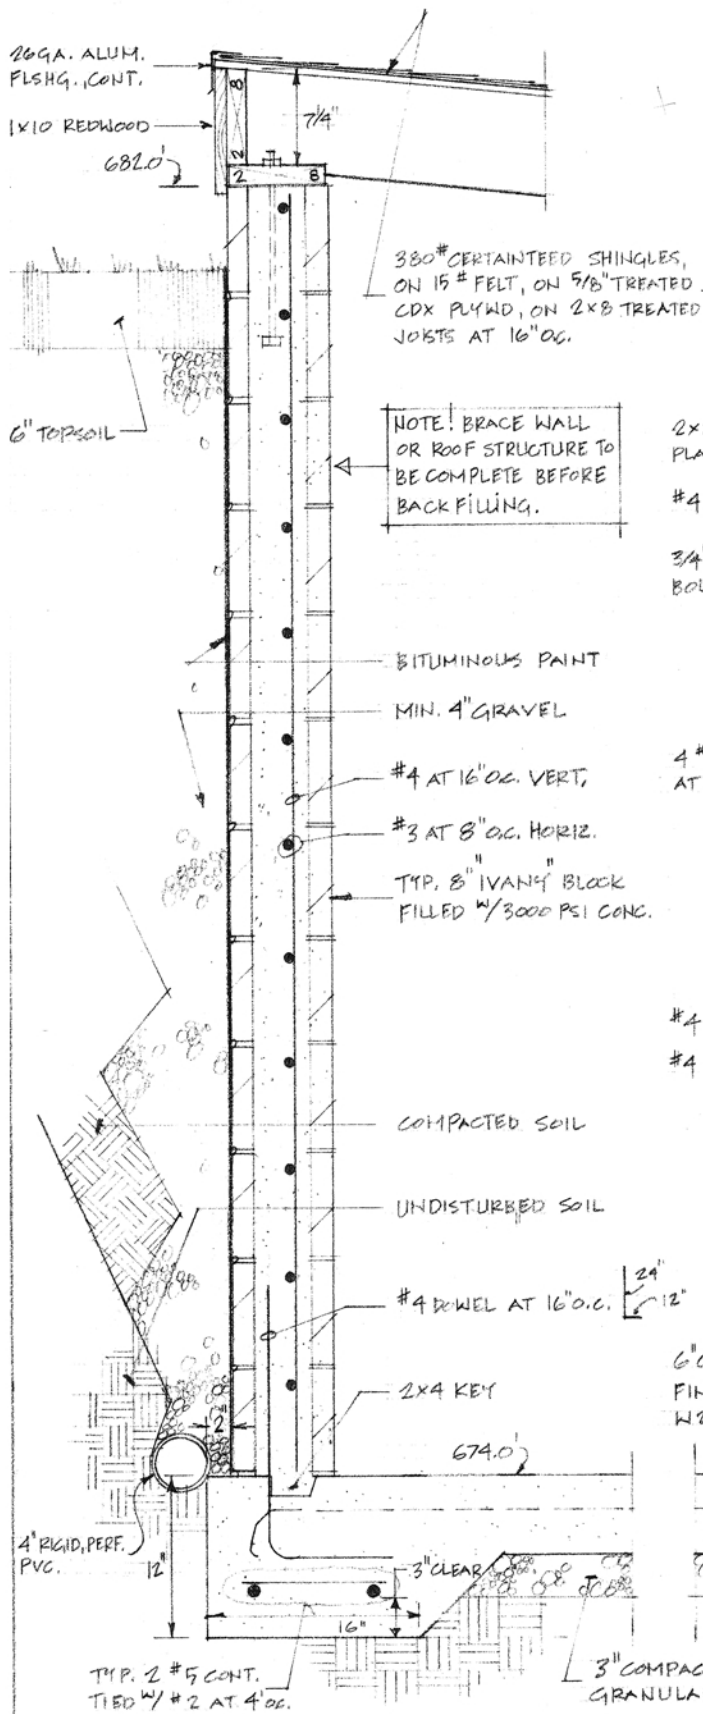 26GA. ALUM.
FLSHG., CONT.
1x10 REDWOOD
682.0'
8
2
7 1/4"
2 8
380# CERTAINTEED SHINGLES,
ON 15# FELT, ON 5/8" TREATED
CDX PLYWD, ON 2x8 TREATED
JOISTS AT 16" O.C.
6" TOPSOIL
NOTE! BRACE WALL
OR ROOF STRUCTURE TO
BE COMPLETE BEFORE
BACKFILLING.
2x
PLA
#4
3/4"
BOL
BITUMINOUS PAINT
MIN. 4" GRAVEL
#4 AT 16" O.C. VERT.
4 #
AT
#3 AT 8" O.C. HORIZ.
TYP. 8" "IVANY" BLOCK
FILLED W/ 3000 PSI CONC.
#4
#4
COMPACTED SOIL
UNDISTURBED SOIL
#4 DOWEL AT 16" O.C.
24"
12"
2x4 KEY
6"C
FIN
W2
2"
674.0'
4" RIGID, PERF.
PVC.
12"
3" CLEAR
16"
TYP. 2 #5 CONT.
TIED W/ #2 AT 4' O.C.
3" COMPAC
GRANULA